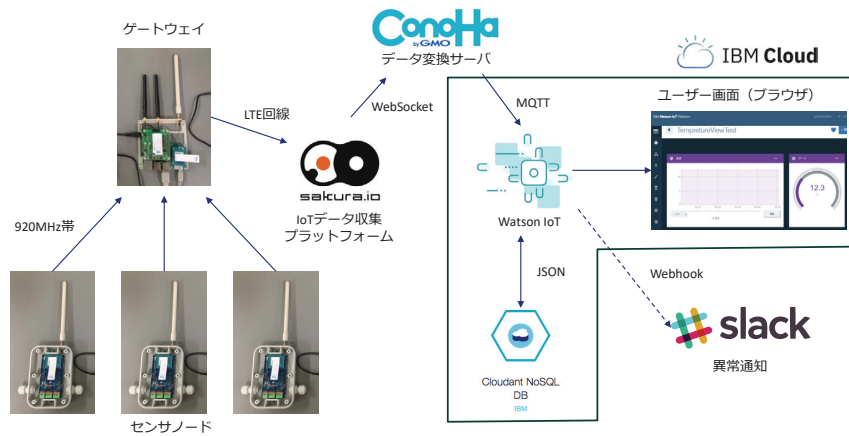 ゲートウェイ
ConoHa
by GMO
データ変換サーバ
IBM Cloud
ユーザー画面（ブラウザ）
LTE回線
WebSocket
MQTT
TempretureViewTest
12.3
sakura.io
IoTデータ収集
プラットフォーム
Watson IoT
920MHz帯
JSON
Webhook
slack
異常通知
Cloudant NoSQL
DB
IBM
センサノード